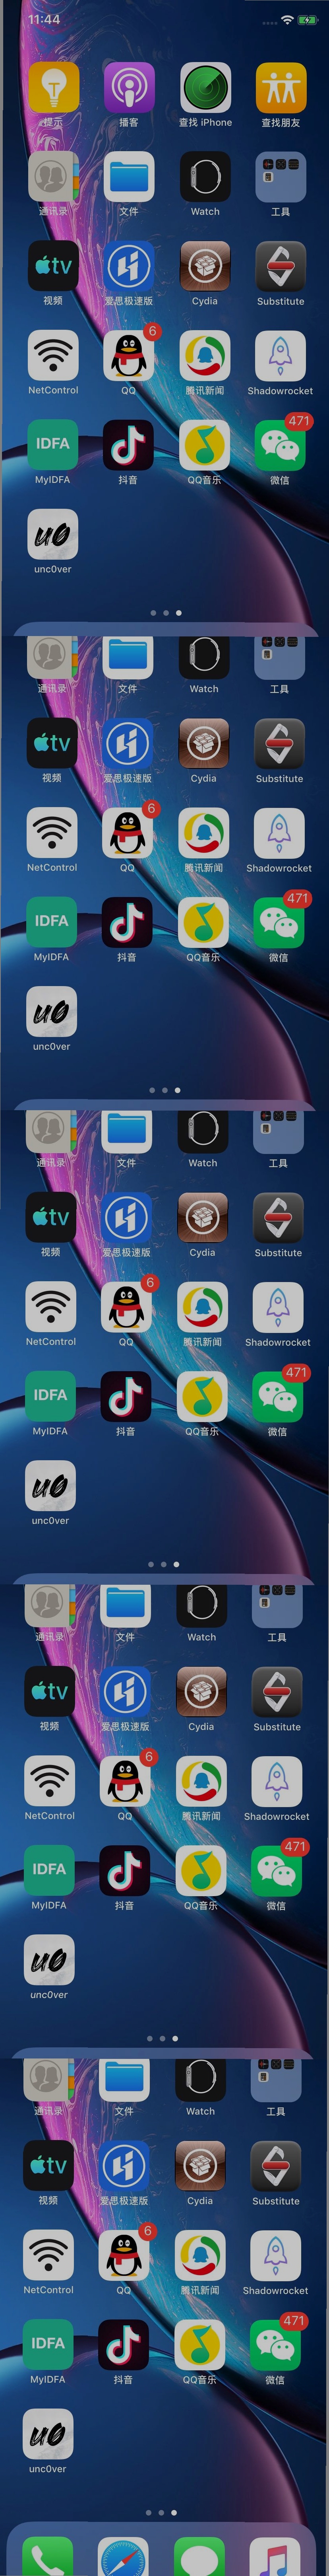 11:44
提示 播客 查找 iPhone 查找朋友
通讯录 文件 Watch 工具
tv
视频 爱思极速版 Cydia Substitute
6
NetControl QQ 腾讯新闻 Shadowrocket
471
IDFA
MyIDFA 抖音 QQ音乐 微信
u0
unc0ver
通讯录 文件 Watch 工具
tv
视频 爱思极速版 Cydia Substitute
6
NetControl QQ 腾讯新闻 Shadowrocket
471
IDFA
MyIDFA 抖音 QQ音乐 微信
u0
unc0ver
通讯录 文件 Watch 工具
tv
视频 爱思极速版 Cydia Substitute
6
NetControl QQ 腾讯新闻 Shadowrocket
471
IDFA
MyIDFA 抖音 QQ音乐 微信
u0
unc0ver
通讯录 文件 Watch 工具
tv
视频 爱思极速版 Cydia Substitute
6
NetControl QQ 腾讯新闻 Shadowrocket
471
IDFA
MyIDFA 抖音 QQ音乐 微信
u0
unc0ver
通讯录 文件 Watch 工具
tv
视频 爱思极速版 Cydia Substitute
6
NetControl QQ 腾讯新闻 Shadowrocket
471
IDFA
MyIDFA 抖音 QQ音乐 微信
u0
unc0ver